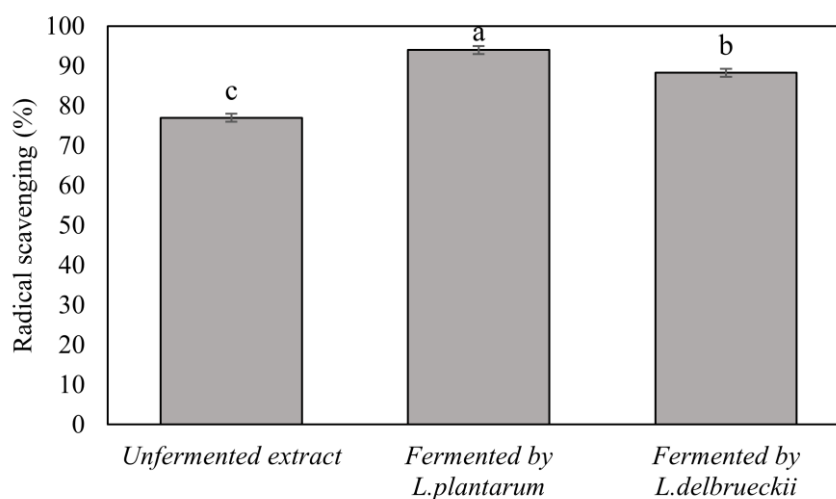 Radical scavenging (%)
100
90
80
70
60
50
40
30
20
10
0
c
a
b
Unfermented extract
Fermented by
L.plantarum
Fermented by
L.delbrueckii